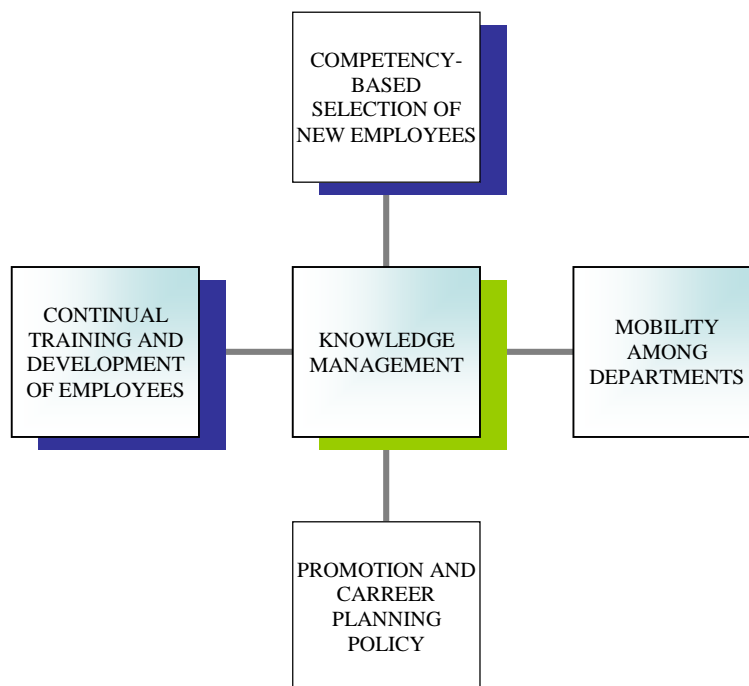 COMPETENCY-
BASED
SELECTION OF
NEW EMPLOYEES
CONTINUAL
TRAINING AND
DEVELOPMENT
OF EMPLOYEES
KNOWLEDGE
MANAGEMENT
MOBILITY
AMONG
DEPARTMENTS
PROMOTION AND
CARREER
PLANNING
POLICY